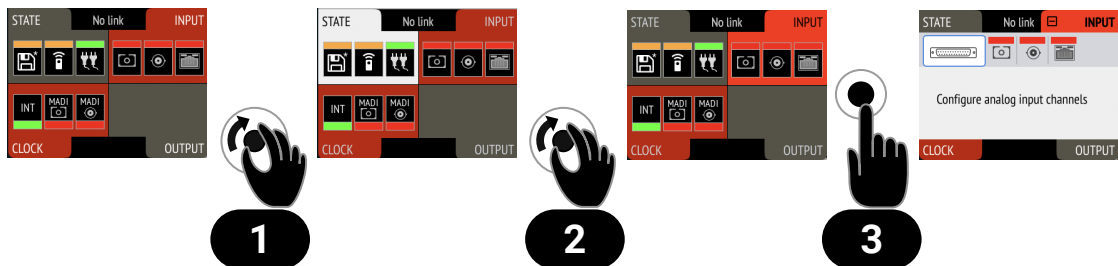 STATE No link INPUT
INT MADI MADI
CLOCK OUTPUT
1
STATE No link INPUT
INT MADI MADI
CLOCK OUTPUT
2
STATE No link INPUT
INT MADI MADI
CLOCK OUTPUT
3
STATE No link INPUT
Configure analog input channels
CLOCK OUTPUT